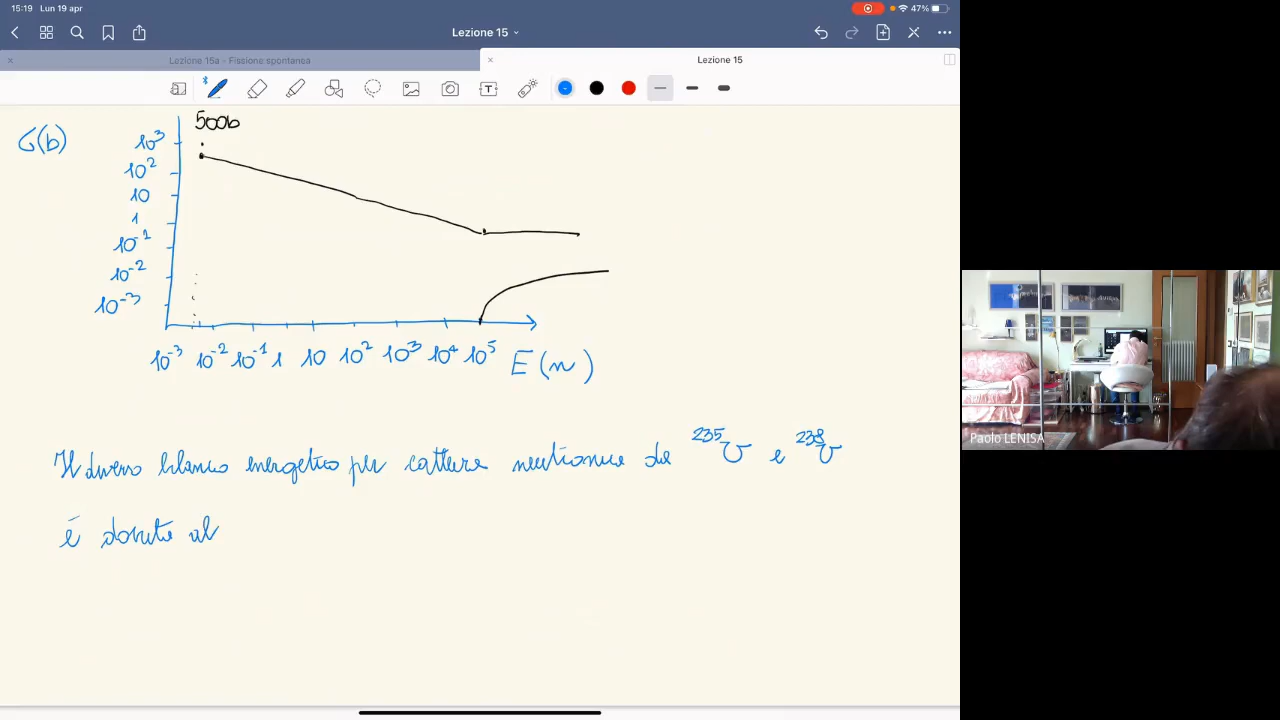 15:19 Lun 19 apr
47%
Lezione 15
Lezione 15a - Fissione spontanea
Lezione 15
500b
σ(b)
10³
10²
10
1
10⁻¹
10⁻²
10⁻³
10⁻³ 10⁻² 10⁻¹ 1 10 10² 10³ 10⁴ 10⁵ E(n)
Il diverso bilancio energetico per cattura neutronica da ²³⁵U e ²³⁸U
è dovuto al
Paolo LENISA